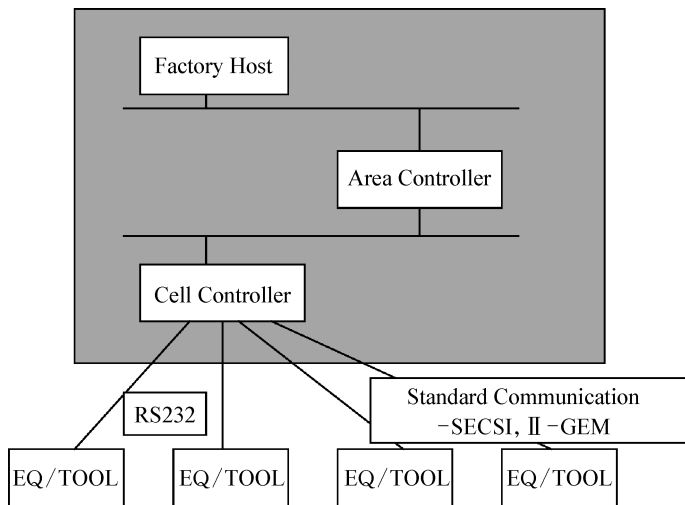 Factory Host
Area Controller
Cell Controller
RS232
Standard Communication
-SECSI, Ⅱ-GEM
EQ/TOOL
EQ/TOOL
EQ/TOOL
EQ/TOOL